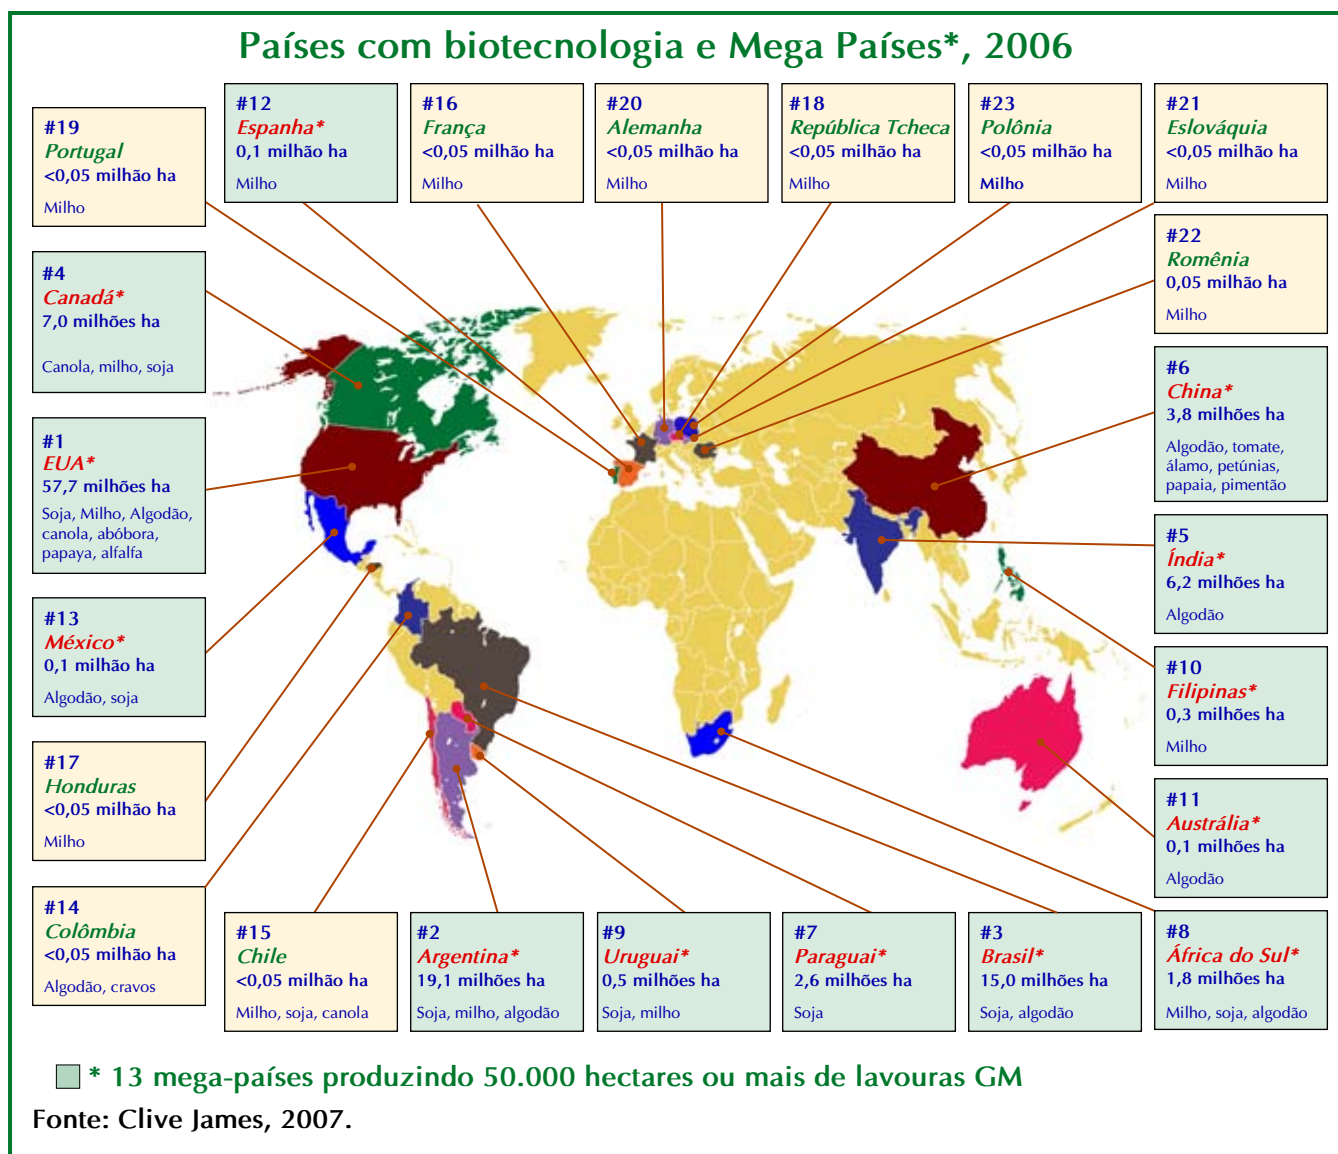 Países com biotecnologia e Mega Países*, 2006
#19
Portugal
<0,05 milhão ha
Milho
#12
Espanha*
0,1 milhão ha
Milho
#16
França
<0,05 milhão ha
Milho
#20
Alemanha
<0,05 milhão ha
Milho
#18
República Tcheca
<0,05 milhão ha
Milho
#23
Polônia
<0,05 milhão ha
Milho
#21
Eslováquia
<0,05 milhão ha
Milho
#4
Canadá*
7,0 milhões ha
Canola, milho, soja
#22
Romênia
0,05 milhão ha
Milho
#1
EUA*
57,7 milhões ha
Soja, Milho, Algodão,
canola, abóbora,
papaya, alfalfa
#6
China*
3,8 milhões ha
Algodão, tomate,
álamo, petúnias,
papaia, pimentão
#5
Índia*
6,2 milhões ha
Algodão
#13
México*
0,1 milhão ha
Algodão, soja
#10
Filipinas*
0,3 milhões ha
Milho
#17
Honduras
<0,05 milhão ha
Milho
#11
Austrália*
0,1 milhões ha
Algodão
#14
Colômbia
<0,05 milhão ha
Algodão, cravos
#15
Chile
<0,05 milhão ha
Milho, soja, canola
#2
Argentina*
19,1 milhões ha
Soja, milho, algodão
#9
Uruguai*
0,5 milhões ha
Soja, milho
#7
Paraguai*
2,6 milhões ha
Soja
#3
Brasil*
15,0 milhões ha
Soja, algodão
#8
África do Sul*
1,8 milhões ha
Milho, soja, algodão
* 13 mega-países produzindo 50.000 hectares ou mais de lavouras GM
Fonte: Clive James, 2007.